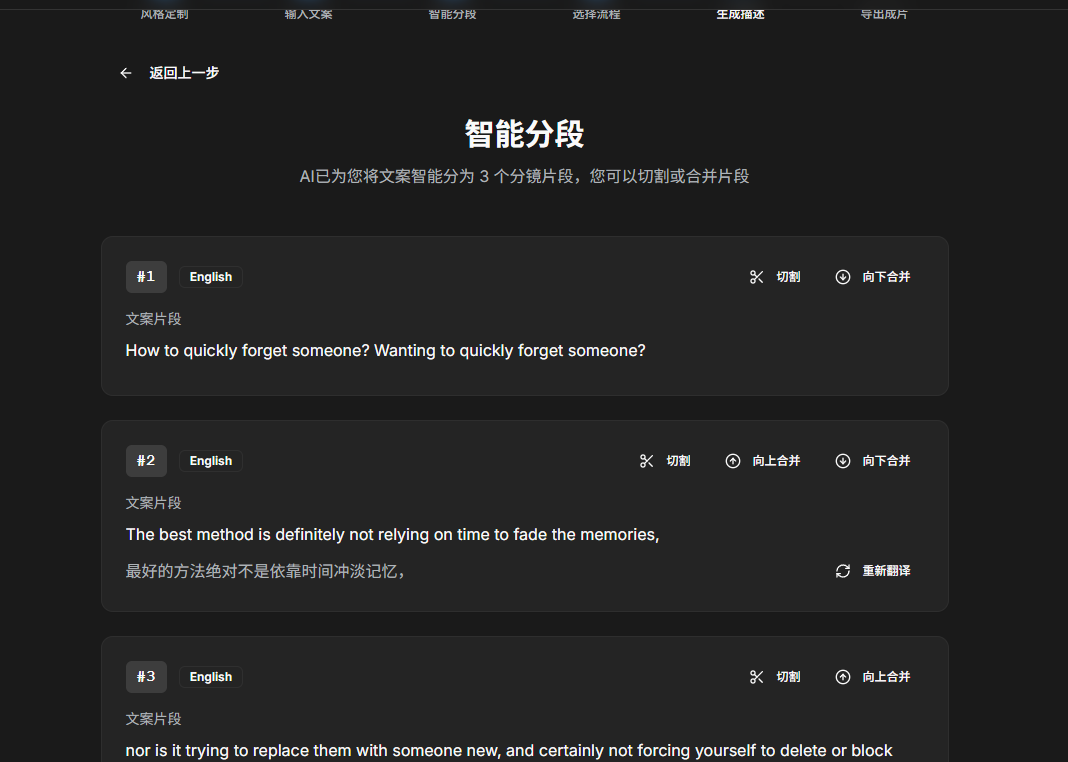 风格定制 输入文案 智能分段 选择流程 生成描述 导出成片
返回上一步
智能分段
AI已为您将文案智能分为 3 个分镜片段，您可以切割或合并片段
#1 English 切割 向下合并
文案片段
How to quickly forget someone? Wanting to quickly forget someone?
#2 English 切割 向上合并 向下合并
文案片段
The best method is definitely not relying on time to fade the memories,
最好的方法绝对不是依靠时间冲淡记忆， 重新翻译
#3 English 切割 向上合并
文案片段
nor is it trying to replace them with someone new, and certainly not forcing yourself to delete or block